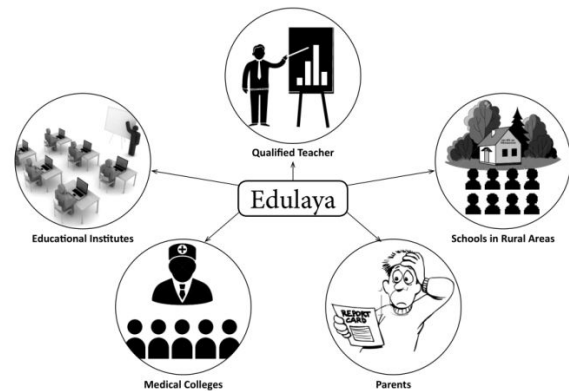 Qualified Teacher
Educational Institutes
Edulaya
Schools in Rural Areas
REPORT
CARD
Medical Colleges
Parents